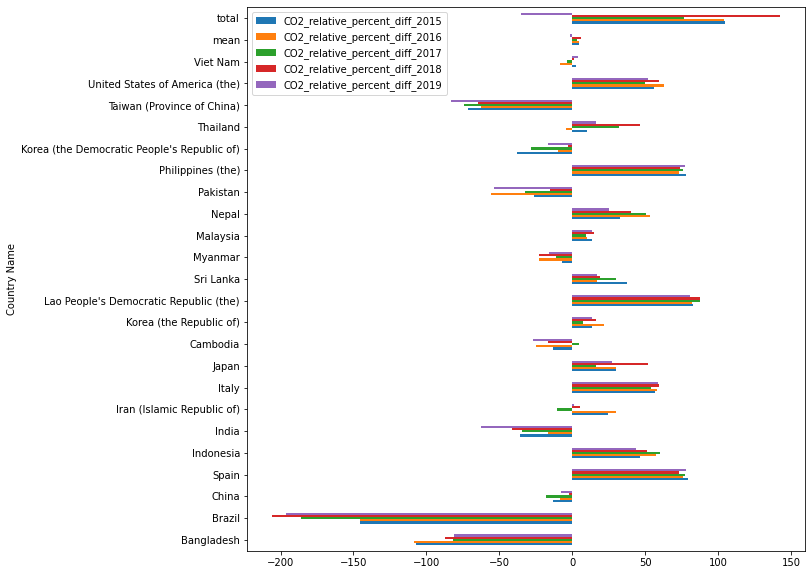 total
mean
Viet Nam
United States of America (the)
Taiwan (Province of China)
Thailand
Korea (the Democratic People's Republic of)
Philippines (the)
Pakistan
Nepal
Malaysia
Myanmar
Sri Lanka
Lao People's Democratic Republic (the)
Korea (the Republic of)
Cambodia
Japan
Italy
Iran (Islamic Republic of)
India
Indonesia
Spain
China
Brazil
Bangladesh
Country Name
CO2_relative_percent_diff_2015
CO2_relative_percent_diff_2016
CO2_relative_percent_diff_2017
CO2_relative_percent_diff_2018
CO2_relative_percent_diff_2019
−200 −150 −100 −50 0 50 100 150